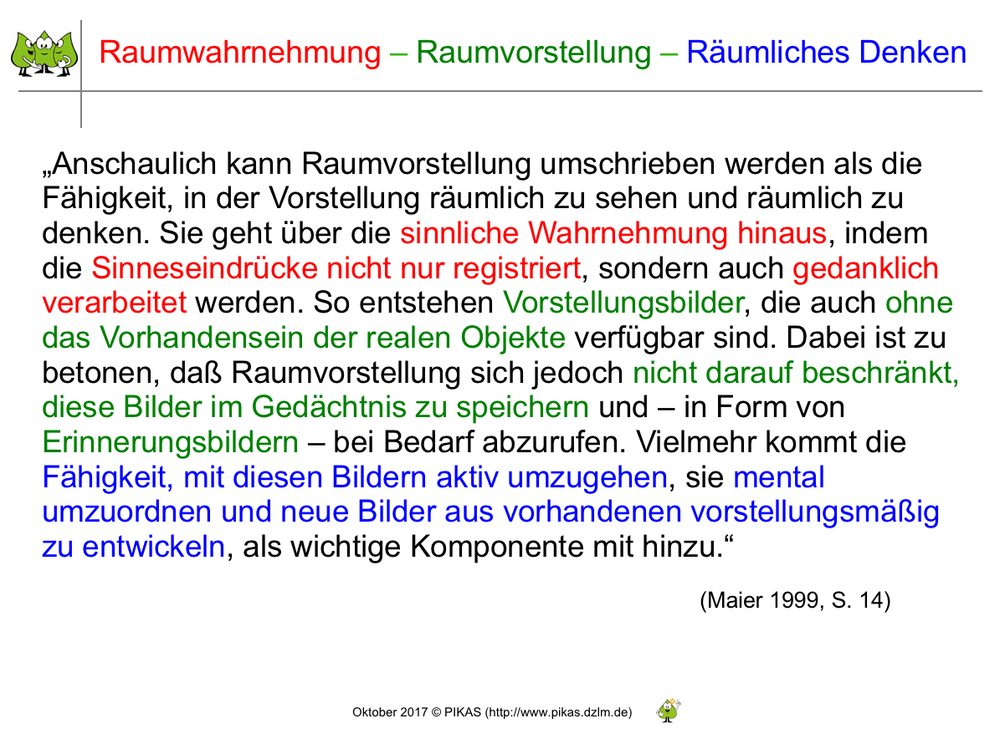 Raumwahrnehmung – Raumvorstellung – Räumliches Denken
„Anschaulich kann Raumvorstellung umschrieben werden als die
Fähigkeit, in der Vorstellung räumlich zu sehen und räumlich zu
denken. Sie geht über die sinnliche Wahrnehmung hinaus, indem
die Sinneseindrücke nicht nur registriert, sondern auch gedanklich
verarbeitet werden. So entstehen Vorstellungsbilder, die auch ohne
das Vorhandensein der realen Objekte verfügbar sind. Dabei ist zu
betonen, daß Raumvorstellung sich jedoch nicht darauf beschränkt,
diese Bilder im Gedächtnis zu speichern und – in Form von
Erinnerungsbildern – bei Bedarf abzurufen. Vielmehr kommt die
Fähigkeit, mit diesen Bildern aktiv umzugehen, sie mental
umzuordnen und neue Bilder aus vorhandenen vorstellungsmäßig
zu entwickeln, als wichtige Komponente mit hinzu.“
(Maier 1999, S. 14)
Oktober 2017 © PIKAS (http://www.pikas.dzlm.de)